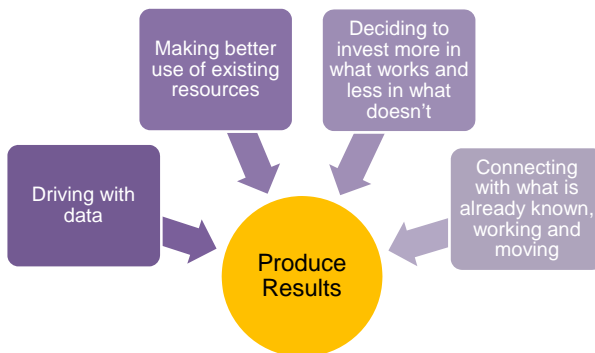 Driving with
data
Making better
use of existing
resources
Deciding to
invest more in
what works and
less in what
doesn't
Connecting
with what is
already known,
working and
moving
Produce
Results